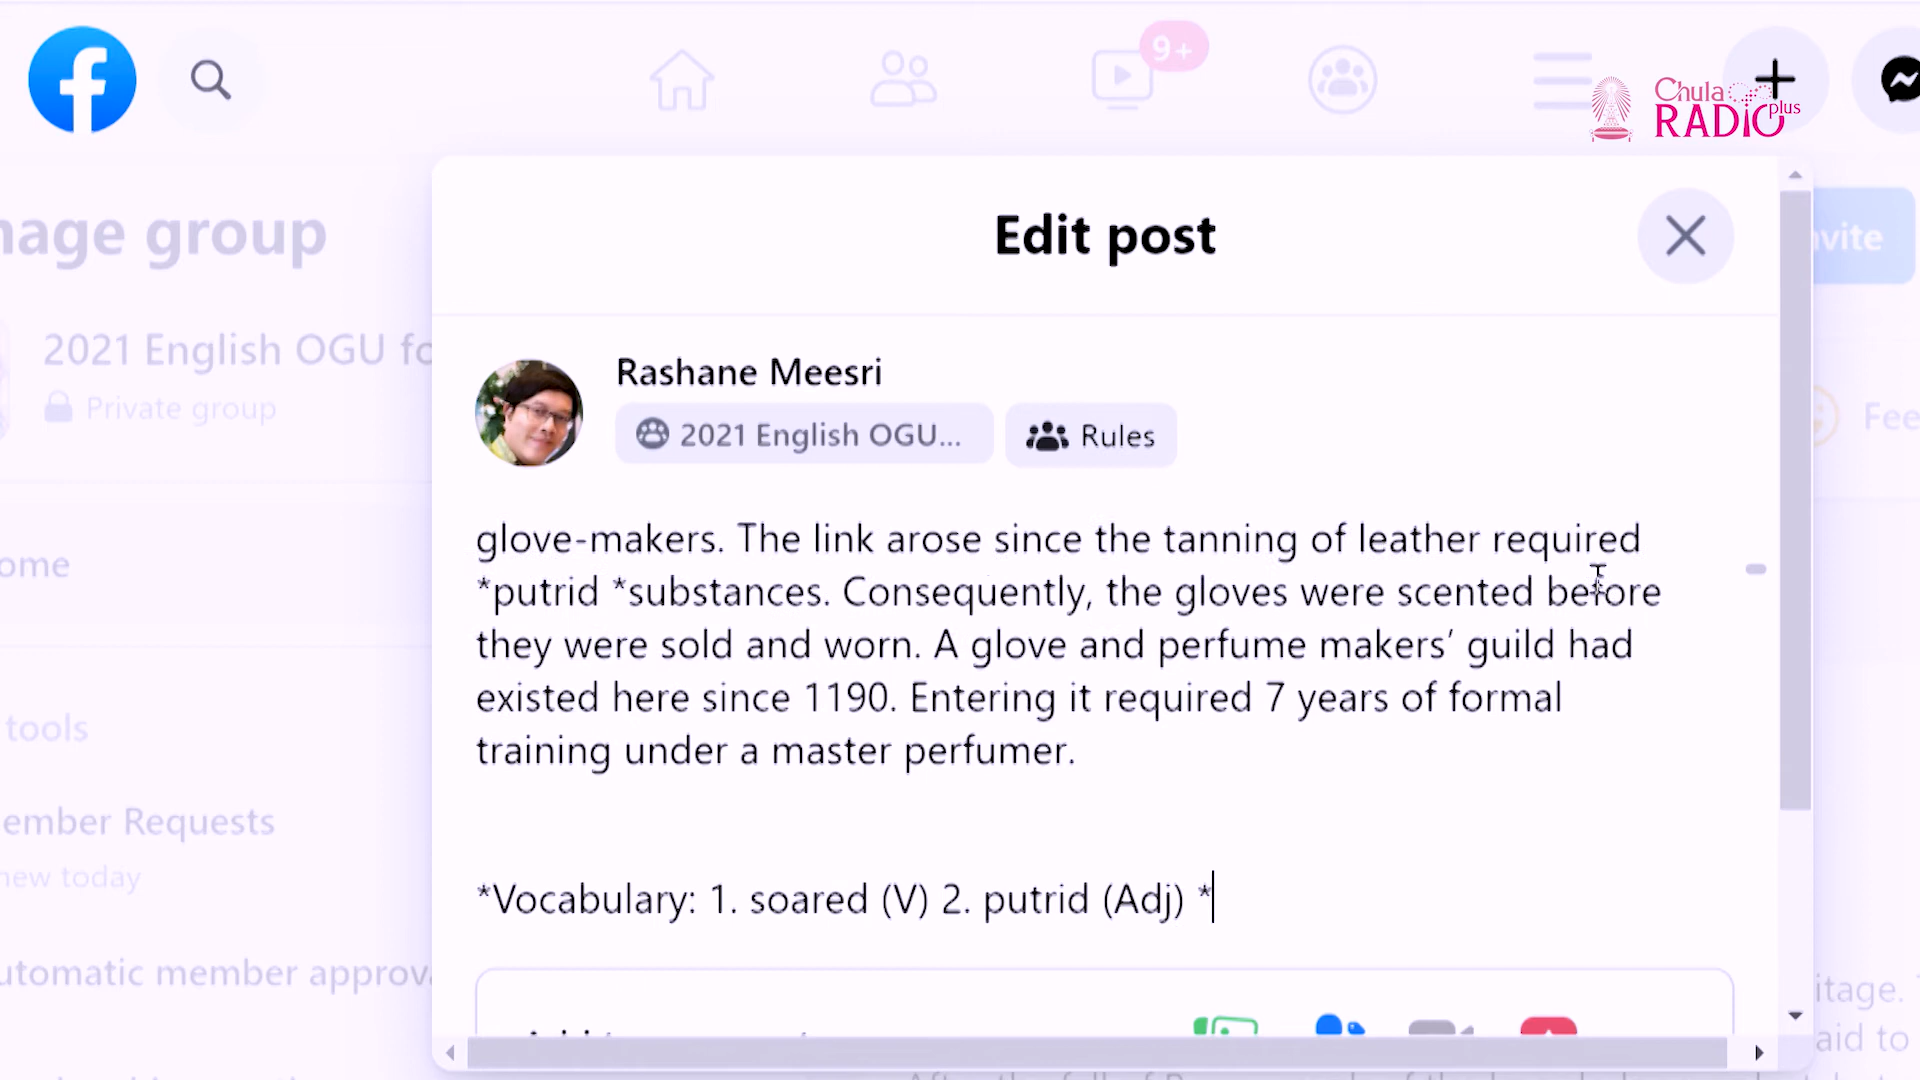 9+
Chula
RADIO plus
nage group
Edit post
nvite
2021 English OGU fo
Private group
Rashane Meesri
2021 English OGU...
Rules
Fee
glove-makers. The link arose since the tanning of leather required
*putrid *substances. Consequently, the gloves were scented before
they were sold and worn. A glove and perfume makers’ guild had
existed here since 1190. Entering it required 7 years of formal
training under a master perfumer.
*Vocabulary: 1. soared (V) 2. putrid (Adj) *
ome
tools
ember Requests
new today
utomatic member approva
itage.
aid to